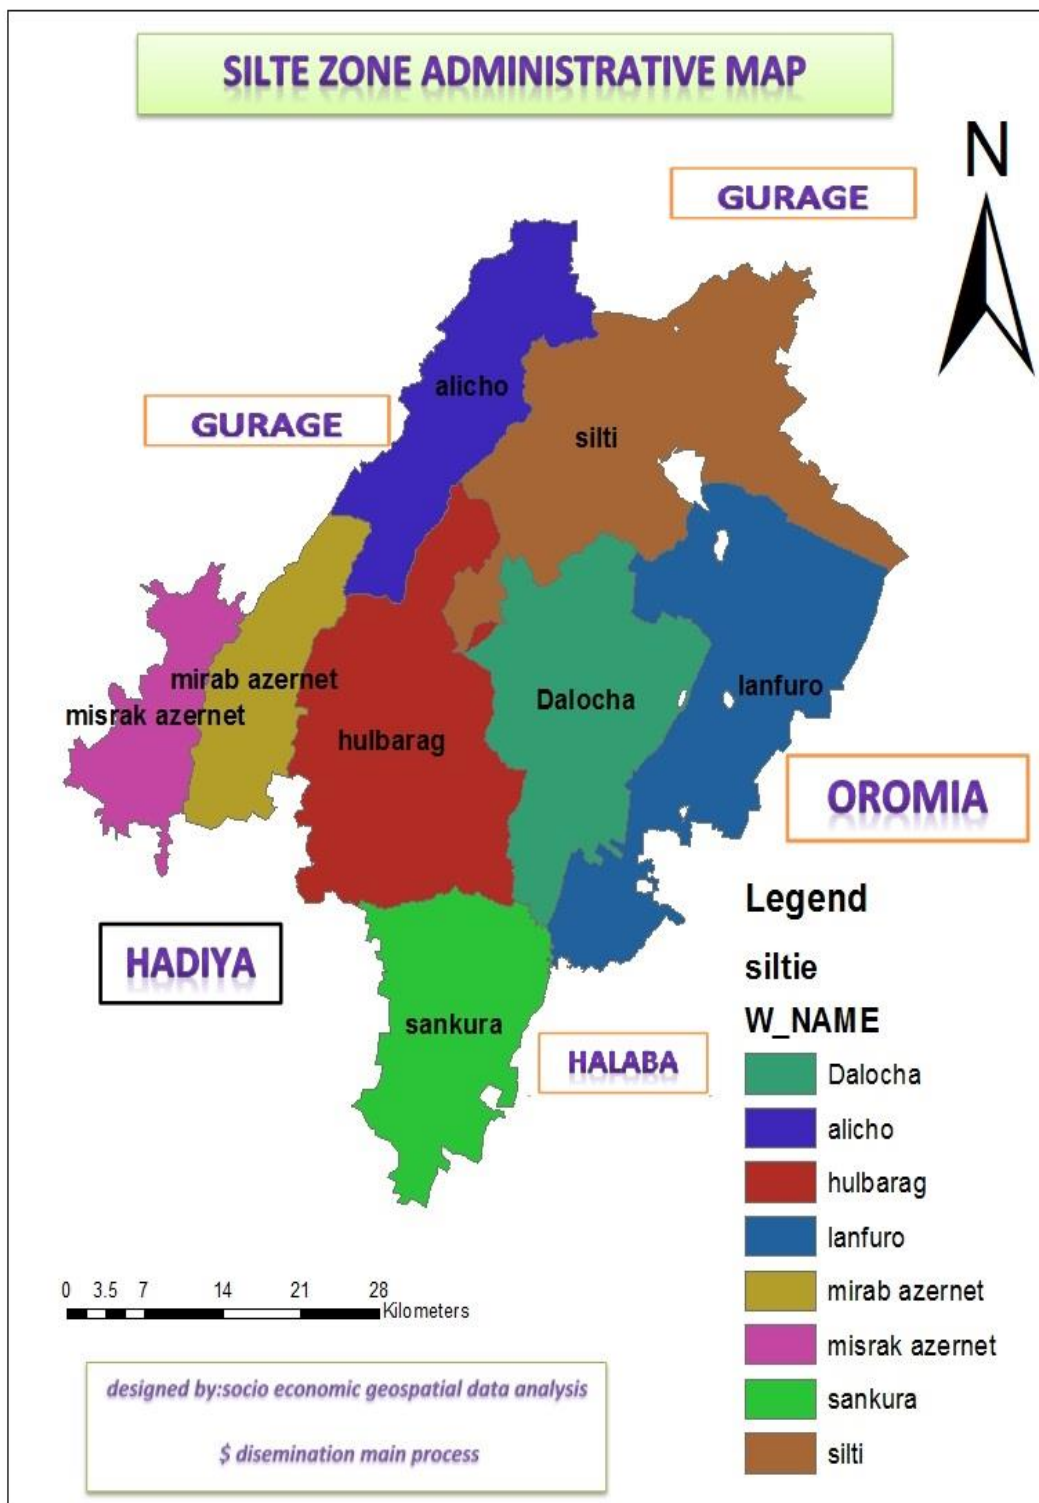 SILTE ZONE ADMINISTRATIVE MAP
N
GURAGE
alicho
GURAGE
silti
mirab azernet
misrak azernet
Dalocha
lanfuro
hulbarag
OROMIA
HADIYA
sankura
HALABA
Legend
siltie
W_NAME
Dalocha
alicho
hulbarag
lanfuro
mirab azernet
misrak azernet
sankura
silti
0 3.5 7 14 21 28
Kilometers
designed by:socio economic geospatial data analysis
$ disemination main process